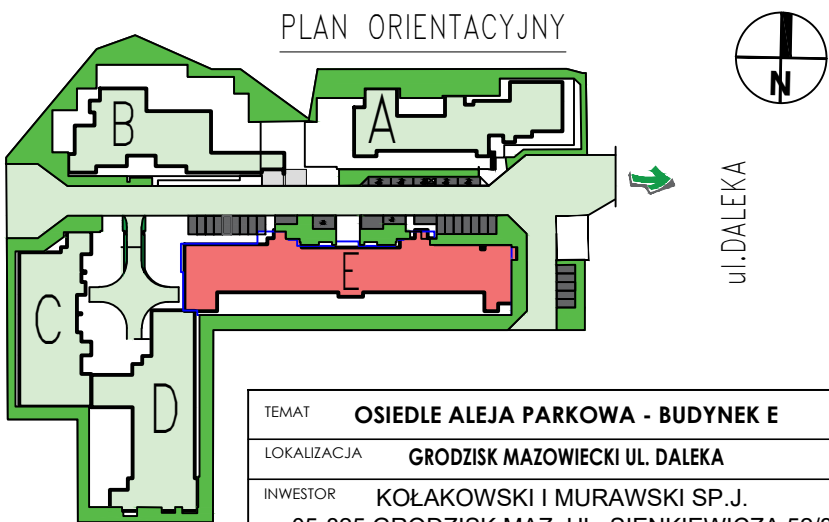 PLAN ORIENTACYJNY
N
B
A
ul.DALEKA
E
C
D
TEMAT OSIEDLE ALEJA PARKOWA - BUDYNEK E
LOKALIZACJA GRODZISK MAZOWIECKI UL. DALEKA
INWESTOR KOŁAKOWSKI I MURAWSKI SP.J.